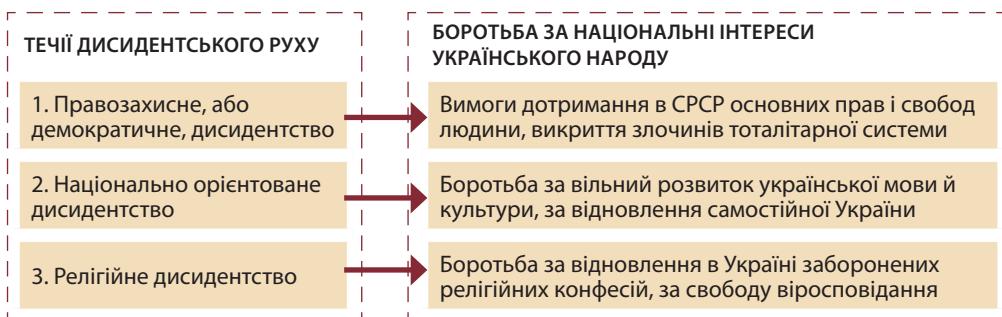 ТЕЧІЇ ДИСИДЕНТСЬКОГО РУХУ
БОРОТЬБА ЗА НАЦІОНАЛЬНІ ІНТЕРЕСИ
УКРАЇНСЬКОГО НАРОДУ
1. Правозахисне, або
демократичне, дисидентство
Вимоги дотримання в СРСР основних прав і свобод
людини, викриття злочинів тоталітарної системи
2. Національно орієнтоване
дисидентство
Боротьба за вільний розвиток української мови й
культури, за відновлення самостійної України
3. Релігійне дисидентство
Боротьба за відновлення в Україні заборонених
релігійних конфесій, за свободу віросповідання